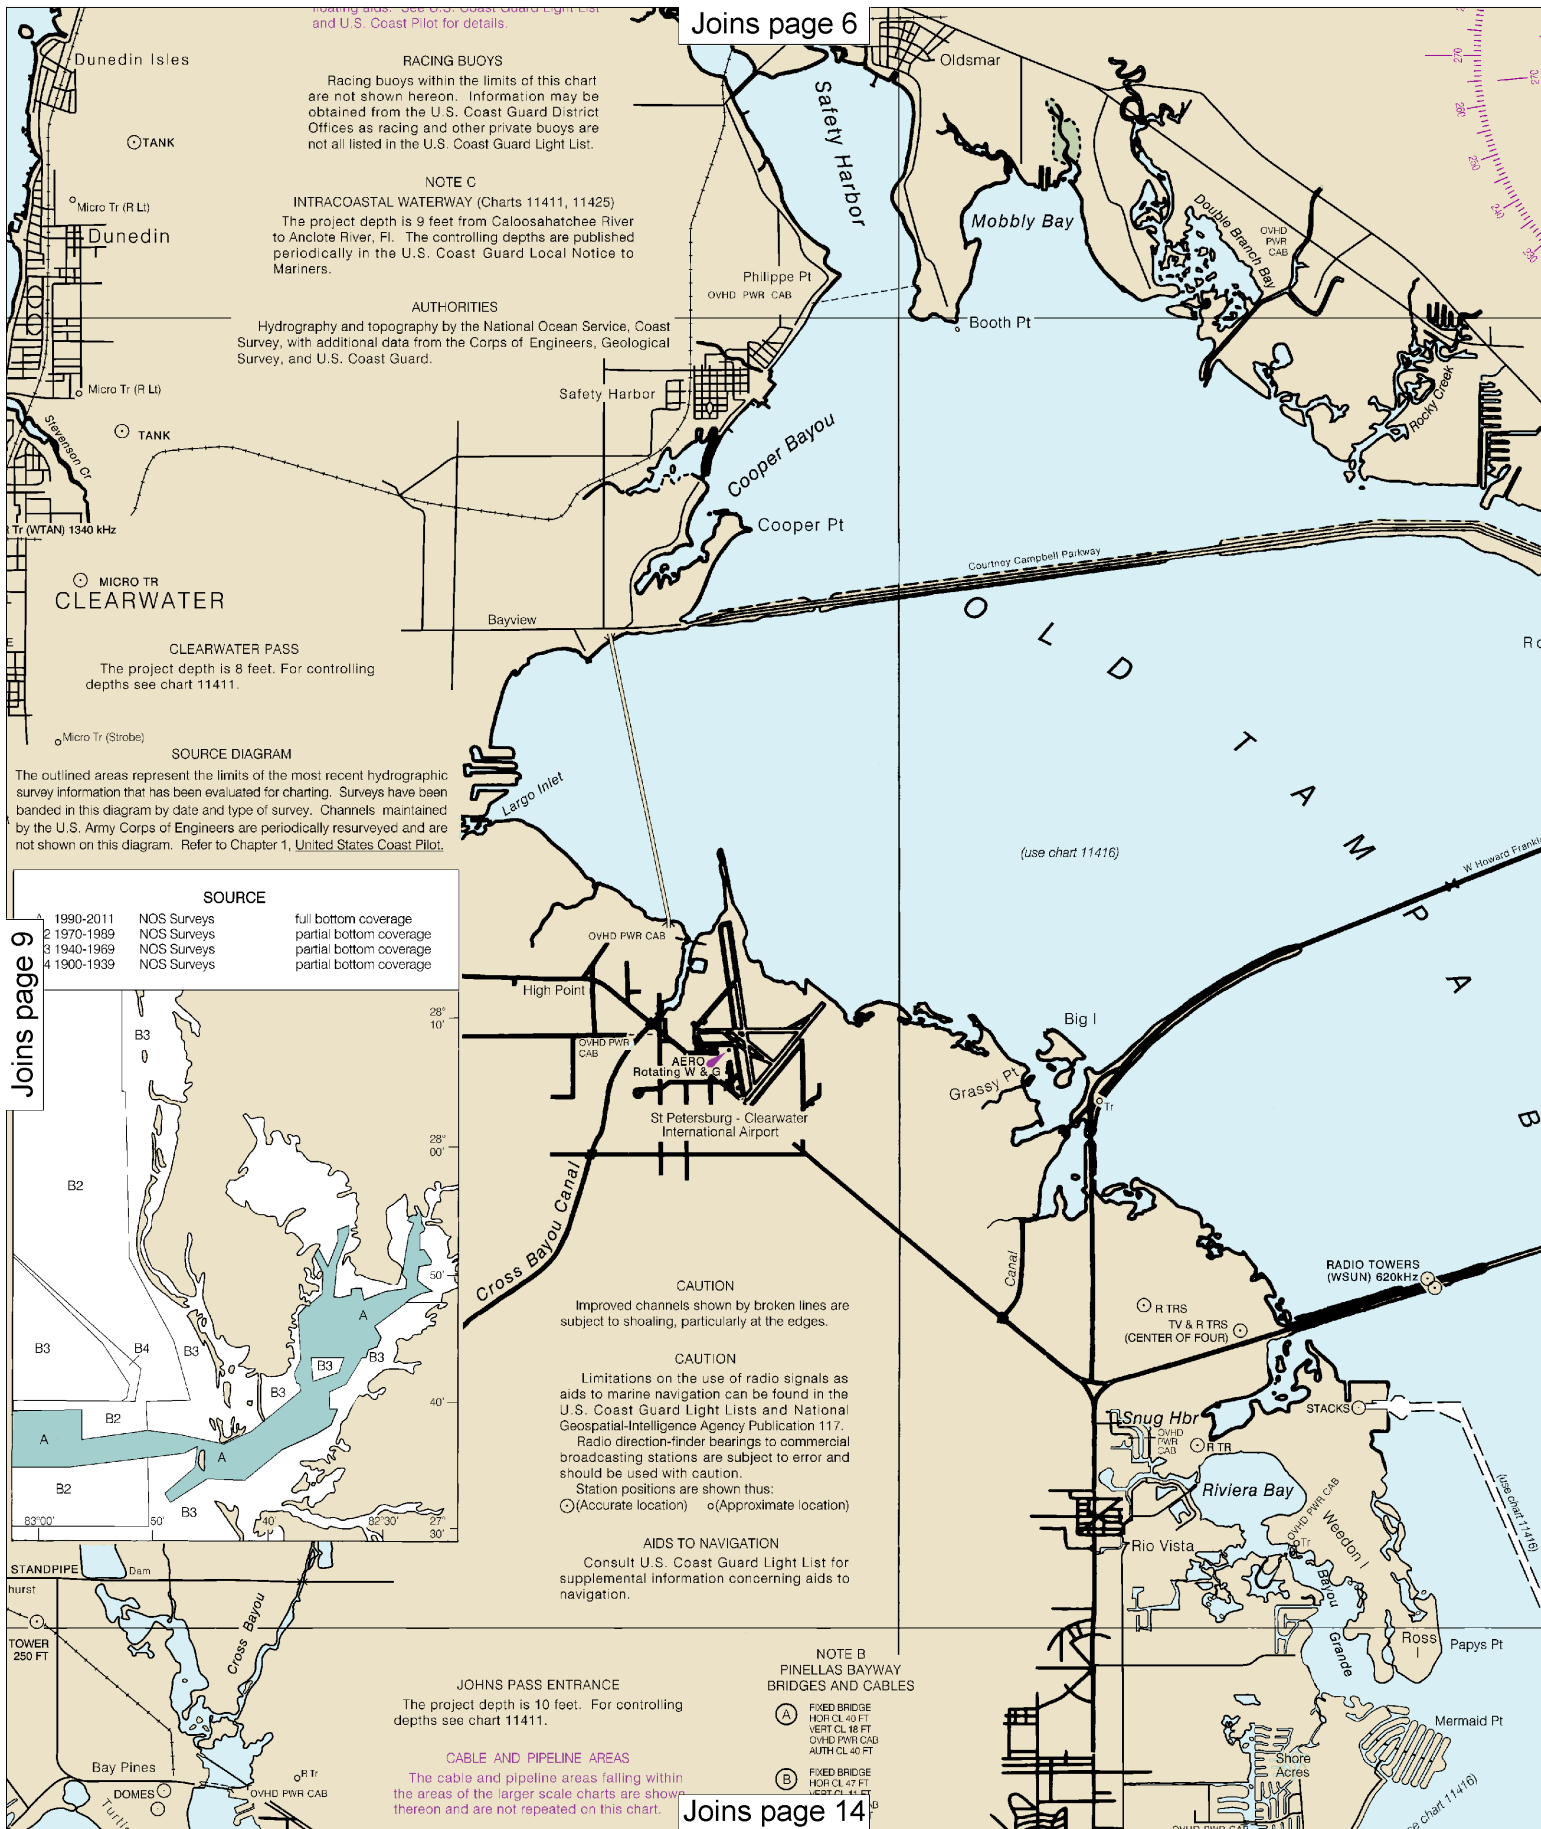 Joins page 6
and U.S. Coast Pilot for details.
Dunedin Isles
RACING BUOYS
Racing buoys within the limits of this chart
are not shown hereon. Information may be
obtained from the U.S. Coast Guard District
Offices as racing and other private buoys are
not all listed in the U.S. Coast Guard Light List.
TANK
NOTE C
INTRACOASTAL WATERWAY (Charts 11411, 11425)
The project depth is 9 feet from Caloosahatchee River
to Anclote River, Fl. The controlling depths are published
periodically in the U.S. Coast Guard Local Notice to
Mariners.
Micro Tr (R Lt)
Dunedin
AUTHORITIES
Hydrography and topography by the National Ocean Service, Coast
Survey, with additional data from the Corps of Engineers, Geological
Survey, and U.S. Coast Guard.
Oldsmar
Safety Harbor
Mobbly Bay
Double Branch Bay
OVHD
PWR
CAB
270
260
250
240
230
270
Philippe Pt
OVHD PWR CAB
Booth Pt
Micro Tr (R Lt)
Safety Harbor
Rocky Creek
TANK
Stevenson Cr
Cooper Bayou
Cooper Pt
Tr (WTAN) 1340 kHz
Courtney Campbell Parkway
MICRO TR
CLEARWATER
Bayview
OLD TAMPA B
CLEARWATER PASS
The project depth is 8 feet. For controlling
depths see chart 11411.
Micro Tr (Strobe)
SOURCE DIAGRAM
The outlined areas represent the limits of the most recent hydrographic
survey information that has been evaluated for charting. Surveys have been
banded in this diagram by date and type of survey. Channels maintained
by the U.S. Army Corps of Engineers are periodically resurveyed and are
not shown on this diagram. Refer to Chapter 1, United States Coast Pilot.
Largo Inlet
(use chart 11416)
W Howard Frankl
SOURCE
1990-2011 NOS Surveys full bottom coverage
2 1970-1989 NOS Surveys partial bottom coverage
3 1940-1969 NOS Surveys partial bottom coverage
4 1900-1939 NOS Surveys partial bottom coverage
Joins page 9
OVHD PWR CAB
High Point
OVHD PWR
CAB
AERO
Rotating W & G
St Petersburg - Clearwater
International Airport
Big I
Grassy Pt
Tr
28°
10'
B3
28°
00'
B2
50'
A
B3
B4
B3
B3
B3
B3
40'
B2
A
A
B2
B3
83°00'
50'
40'
82°30'
27°
30'
Cross Bayou Canal
Canal
RADIO TOWERS
(WSUN) 620kHz
R TRS
TV & R TRS
(CENTER OF FOUR)
CAUTION
Improved channels shown by broken lines are
subject to shoaling, particularly at the edges.
CAUTION
Limitations on the use of radio signals as
aids to marine navigation can be found in the
U.S. Coast Guard Light Lists and National
Geospatial-Intelligence Agency Publication 117.
Radio direction-finder bearings to commercial
broadcasting stations are subject to error and
should be used with caution.
Station positions are shown thus:
(Accurate location) (Approximate location)
AIDS TO NAVIGATION
Consult U.S. Coast Guard Light List for
supplemental information concerning aids to
navigation.
STACKS
Snug Hbr
OVHD
PWR
CAB
R TR
Riviera Bay
(use chart 11416)
OVHD PWR CAB
Weedon I
Rio Vista
Tr
Bayou
Grande
Ross
I
Papys Pt
STANDPIPE
Dam
hurst
TOWER
250 FT
Cross Bayou
JOHNS PASS ENTRANCE
The project depth is 10 feet. For controlling
depths see chart 11411.
CABLE AND PIPELINE AREAS
The cable and pipeline areas falling within
the areas of the larger scale charts are shown
thereon and are not repeated on this chart.
NOTE B
PINELLAS BAYWAY
BRIDGES AND CABLES
A FIXED BRIDGE
HOR CL 40 FT
VERT CL 18 FT
OVHD PWR CAB
AUTH CL 40 FT
B FIXED BRIDGE
HOR CL 47 FT
Mermaid Pt
Shore
Acres
Bay Pines
DOMES
R Tr
OVHD PWR CAB
Joins page 14
chart 11416)